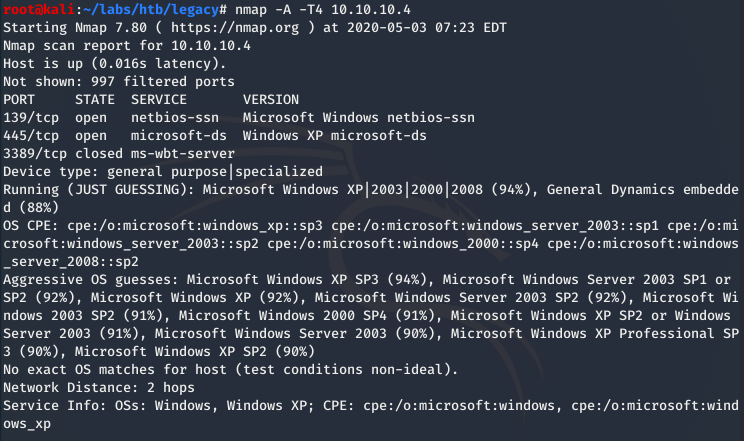 root@kali:~/labs/htb/legacy# nmap -A -T4 10.10.10.4
Starting Nmap 7.80 ( https://nmap.org ) at 2020-05-03 07:23 EDT
Nmap scan report for 10.10.10.4
Host is up (0.016s latency).
Not shown: 997 filtered ports
PORT     STATE  SERVICE       VERSION
139/tcp  open   netbios-ssn   Microsoft Windows netbios-ssn
445/tcp  open   microsoft-ds  Windows XP microsoft-ds
3389/tcp closed ms-wbt-server
Device type: general purpose|specialized
Running (JUST GUESSING): Microsoft Windows XP|2003|2000|2008 (94%), General Dynamics embedde
d (88%)
OS CPE: cpe:/o:microsoft:windows_xp::sp3 cpe:/o:microsoft:windows_server_2003::sp1 cpe:/o:mi
crosoft:windows_server_2003::sp2 cpe:/o:microsoft:windows_2000::sp4 cpe:/o:microsoft:windows
_server_2008::sp2
Aggressive OS guesses: Microsoft Windows XP SP3 (94%), Microsoft Windows Server 2003 SP1 or
SP2 (92%), Microsoft Windows XP (92%), Microsoft Windows Server 2003 SP2 (92%), Microsoft Wi
ndows 2003 SP2 (91%), Microsoft Windows 2000 SP4 (91%), Microsoft Windows XP SP2 or Windows
Server 2003 (91%), Microsoft Windows Server 2003 (90%), Microsoft Windows XP Professional SP
3 (90%), Microsoft Windows XP SP2 (90%)
No exact OS matches for host (test conditions non-ideal).
Network Distance: 2 hops
Service Info: OSs: Windows, Windows XP; CPE: cpe:/o:microsoft:windows, cpe:/o:microsoft:wind
ows_xp